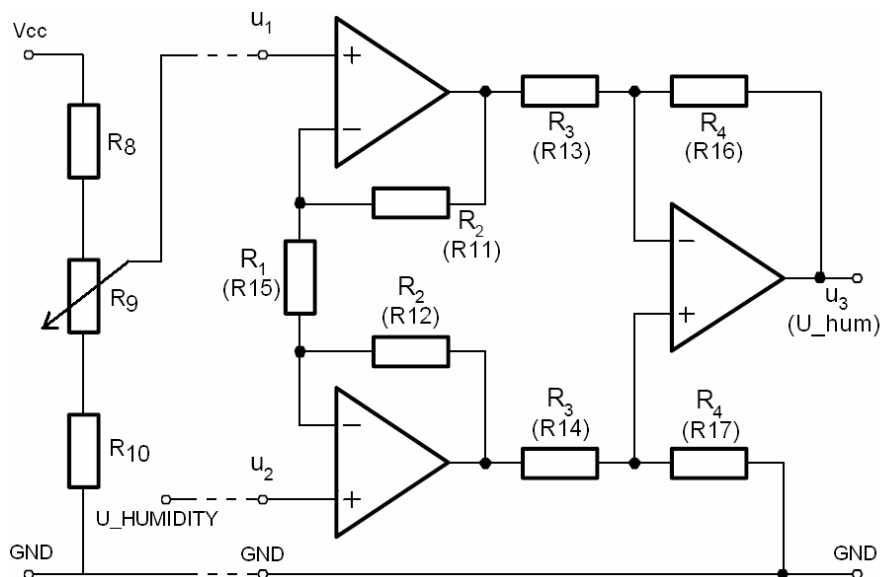 Vcc
u1
+
−
R8
R3
(R13)
R4
(R16)
R2
(R11)
R9
R1
(R15)
−
+
u3
(U_hum)
R2
(R12)
R10
−
+
R3
(R14)
R4
(R17)
u2
U_HUMIDITY
GND
GND
GND